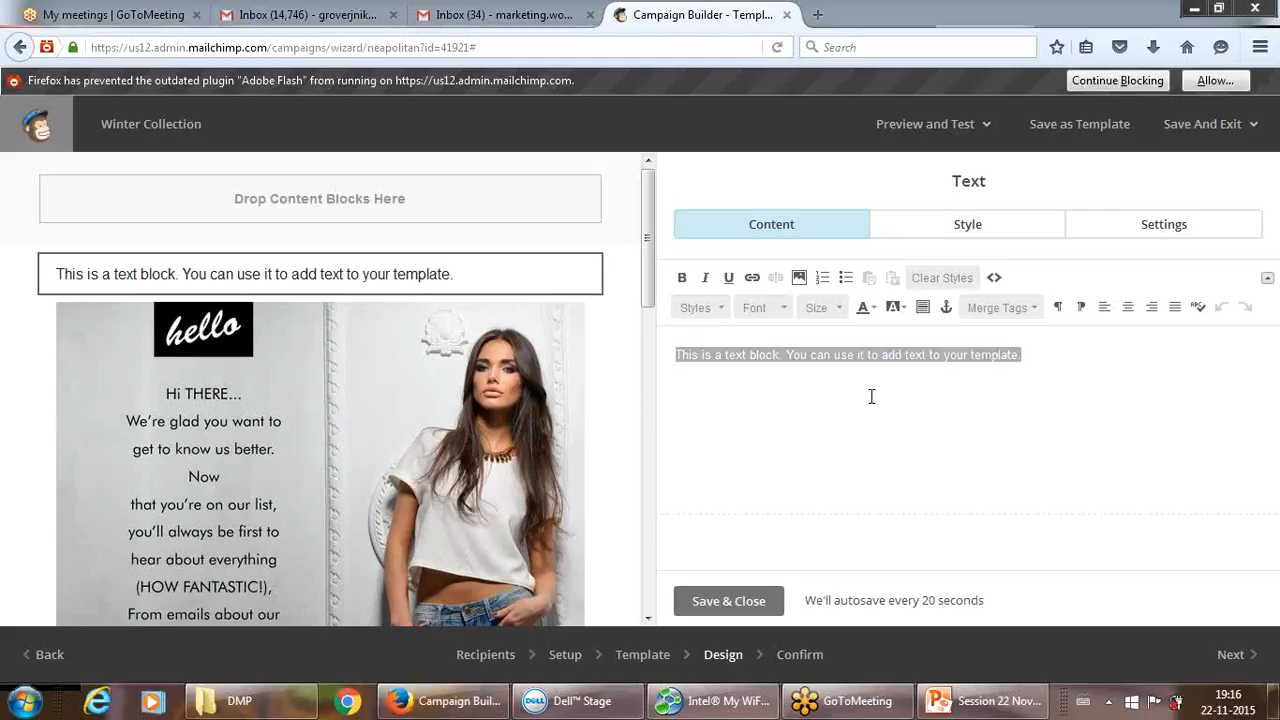 My meetings | GoToMeeting
Inbox (14,746) - groverjnik...
Inbox (34) - marketing.wo...
Campaign Builder - Templ...
https://us12.admin.mailchimp.com/campaigns/wizard/neapolitan?id=41921#
Search
Firefox has prevented the outdated plugin "Adobe Flash" from running on https://us12.admin.mailchimp.com.
Continue Blocking
Allow...
Winter Collection
Preview and Test
Save as Template
Save And Exit
Drop Content Blocks Here
This is a text block. You can use it to add text to your template.
hello
Hi THERE...
We're glad you want to
get to know us better.
Now
that you're on our list,
you'll always be first to
hear about everything
(HOW FANTASTIC!),
From emails about our
Text
Content
Style
Settings
B I U
Clear Styles
Styles
Font
Size
A
A
Merge Tags
This is a text block. You can use it to add text to your template.
Save & Close
We'll autosave every 20 seconds
Back
Recipients
Setup
Template
Design
Confirm
Next
DMP
Campaign Buil...
DELL
Dell™ Stage
Intel® My WiF...
GoToMeeting
Session 22 Nov...
19:16
22-11-2015